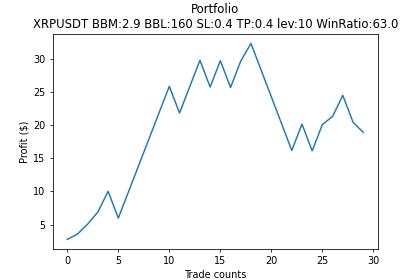 Portfolio
XRPUSDT BBM:2.9 BBL:160 SL:0.4 TP:0.4 lev:10 WinRatio:63.0
30
25
20
15
10
5
Profit ($)
0 5 10 15 20 25 30
Trade counts